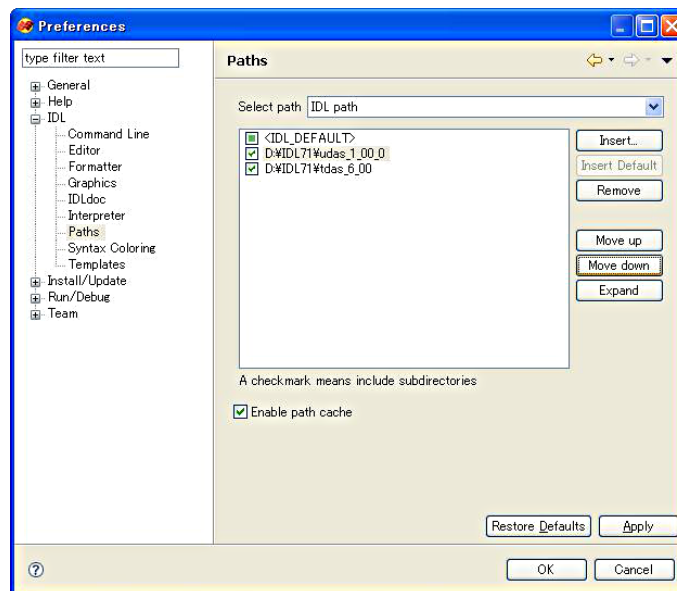 Preferences
type filter text
General
Help
IDL
Command Line
Editor
Formatter
Graphics
IDLdoc
Interpreter
Paths
Syntax Coloring
Templates
Install/Update
Run/Debug
Team
Paths
Select path IDL path
<IDL_DEFAULT>
D:¥IDL71¥udas_1_00_0
D:¥IDL71¥tdas_6_00
Insert...
Insert Default
Remove
Move up
Move down
Expand
A checkmark means include subdirectories
Enable path cache
Restore Defaults Apply
? OK Cancel